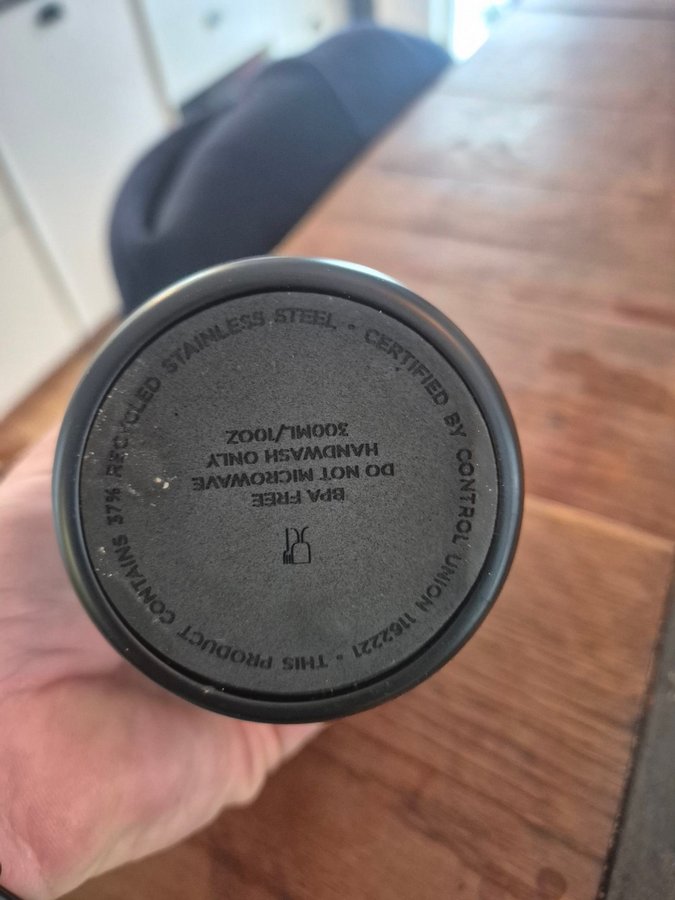 BPA FREE
DO NOT MICROWAVE
HANDWASH ONLY
300ML/10OZ
THIS PRODUCT CONTAINS 37% RECYCLED STAINLESS STEEL • CERTIFIED BY CONTROL UNION 1162221 •